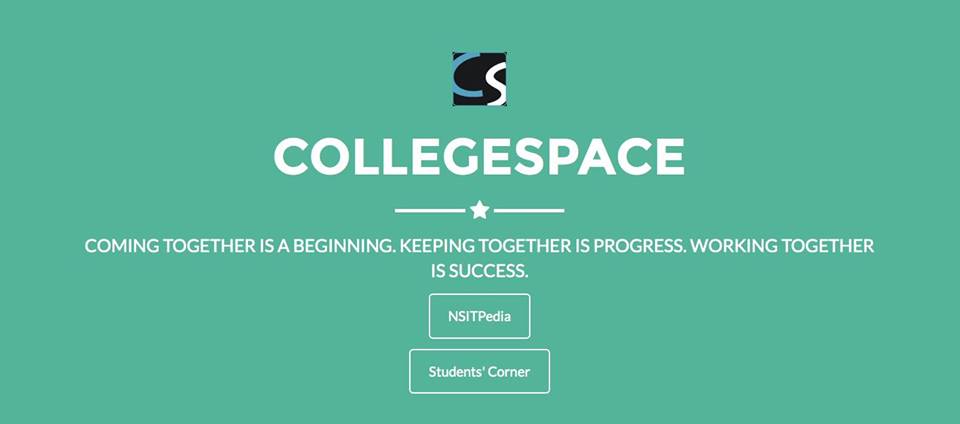 CS
COLLEGESPACE
COMING TOGETHER IS A BEGINNING. KEEPING TOGETHER IS PROGRESS. WORKING TOGETHER
IS SUCCESS.
NSITPedia
Students' Corner